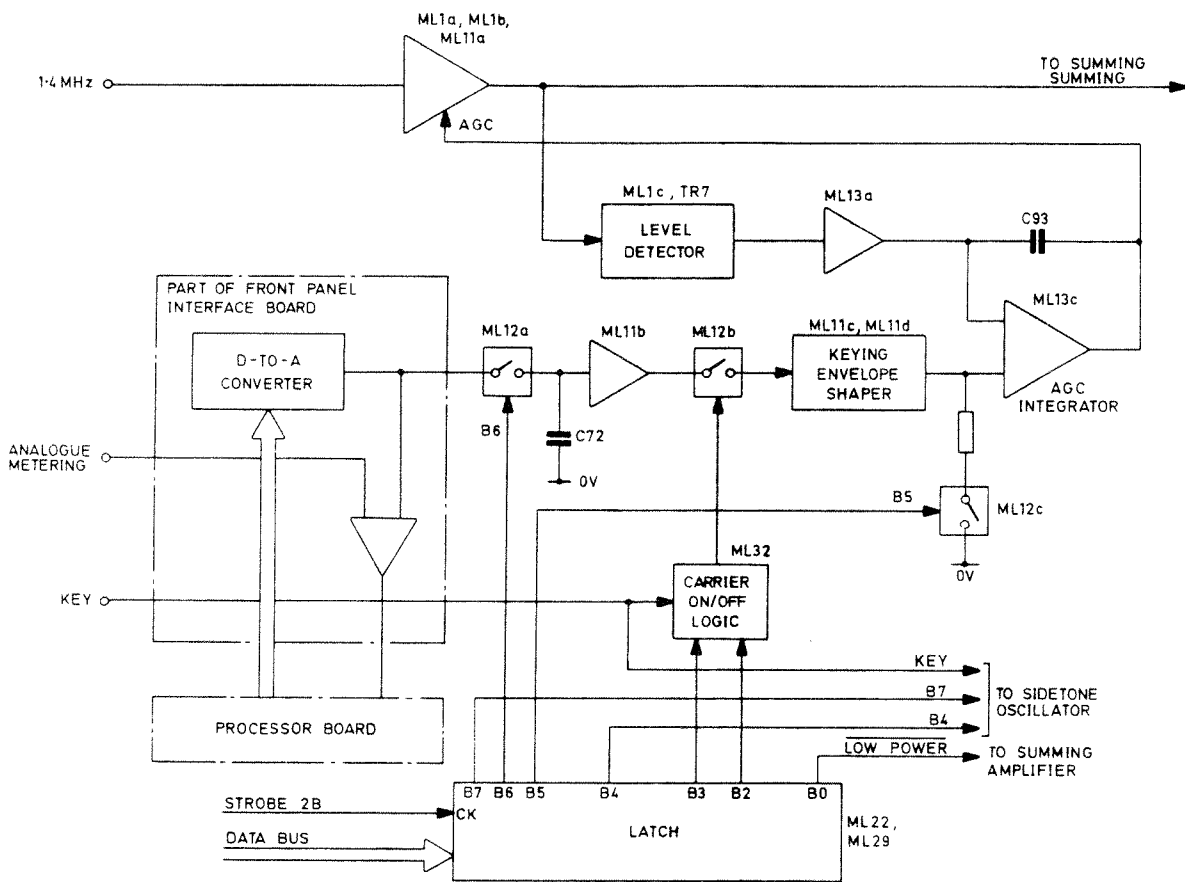 ML1a, ML1b,
ML11a
1·4MHz
TO SUMMING
SUMMING
AGC
ML1c, TR7
LEVEL
DETECTOR
ML13a
C93
PART OF FRONT PANEL
INTERFACE BOARD
D-TO-A
CONVERTER
ML12a
ML11b
ML12b
ML11c, ML11d
KEYING
ENVELOPE
SHAPER
ML13c
AGC
INTEGRATOR
B6
C72
0V
ANALOGUE
METERING
B5
ML12c
0V
ML32
CARRIER
ON/OFF
LOGIC
KEY
KEY
B7
B4
TO SIDETONE
OSCILLATOR
PROCESSOR BOARD
LOW POWER
TO SUMMING
AMPLIFIER
B7 B6 B5 B4 B3 B2 B0
STROBE 2B
CK
DATA BUS
LATCH
ML22,
ML29